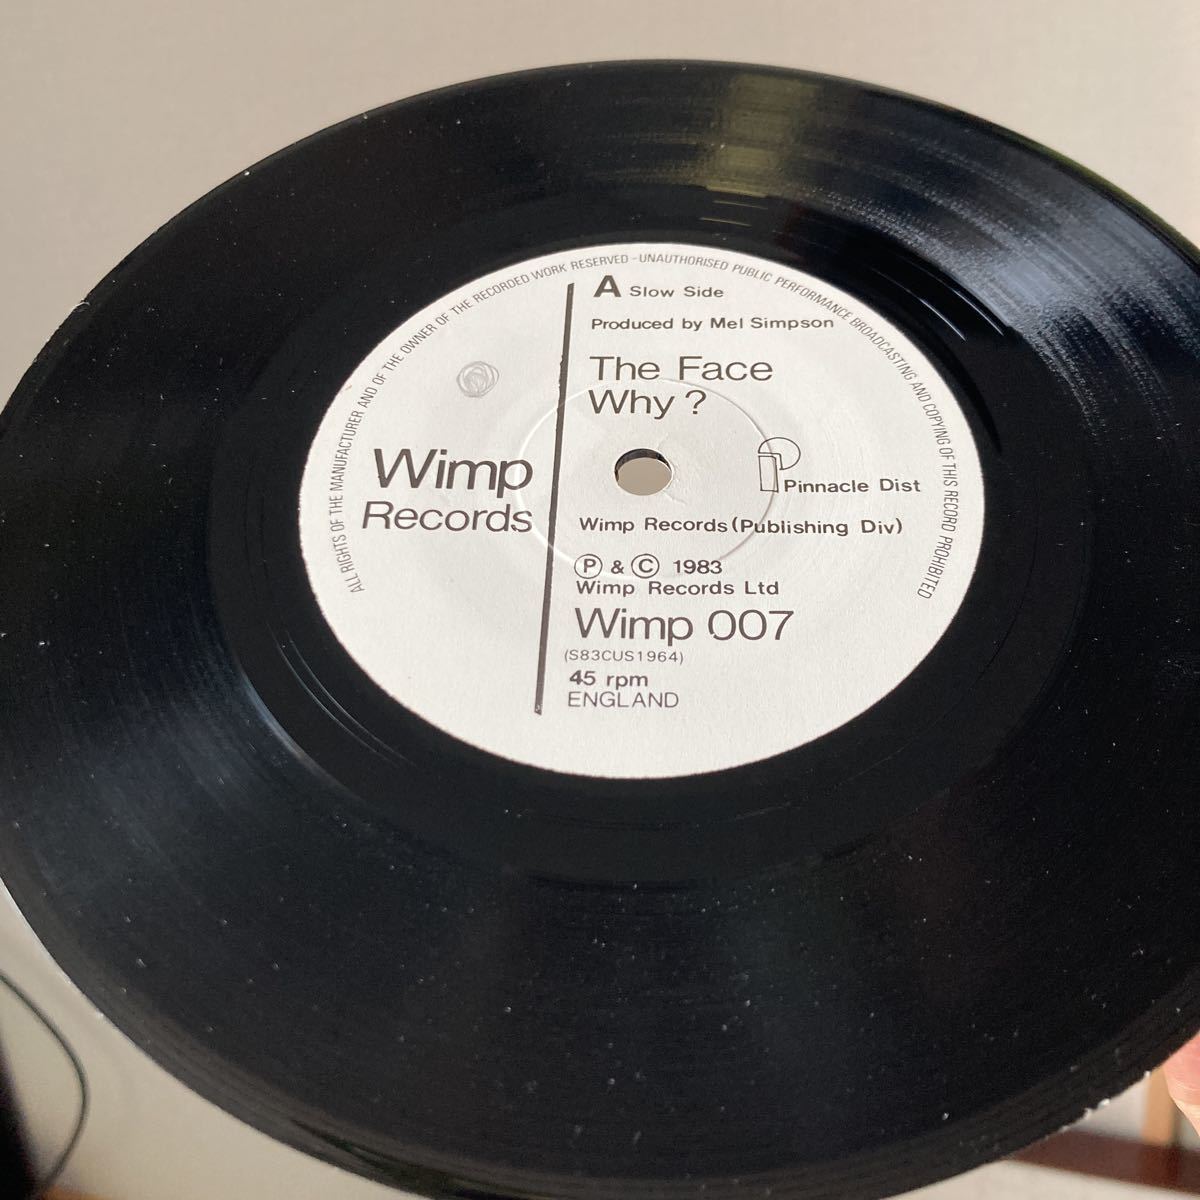 ALL RIGHTS OF THE MANUFACTURER AND OF THE OWNER OF THE RECORDED WORK RESERVED - UNAUTHORISED PUBLIC PERFORMANCE BROADCASTING AND COPYING OF THIS RECORD PROHIBITED
A Slow Side
Produced by Mel Simpson
The Face
Why ?
Wimp
Records
Pinnacle Dist
Wimp Records (Publishing Div)
Ⓟ & © 1983
Wimp Records Ltd
Wimp 007
(S83CUS1964)
45 rpm
ENGLAND